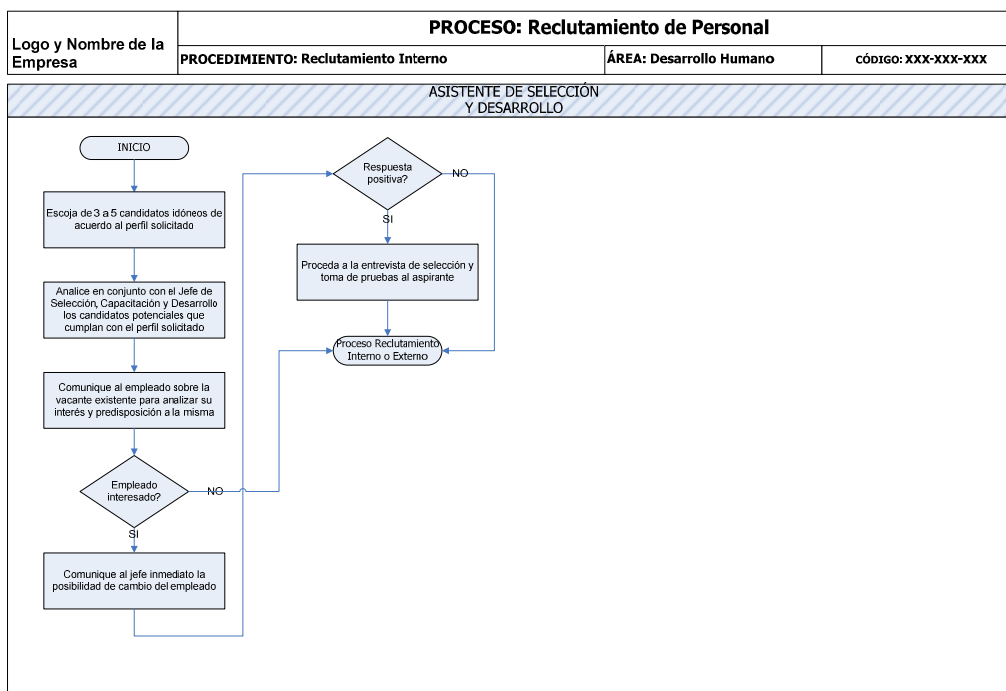 Logo y Nombre de la
Empresa
PROCESO: Reclutamiento de Personal
PROCEDIMIENTO: Reclutamiento Interno
ÁREA: Desarrollo Humano
CÓDIGO: XXX-XXX-XXX
ASISTENTE DE SELECCIÓN
Y DESARROLLO
INICIO
Escoja de 3 a 5 candidatos idóneos de
acuerdo al perfil solicitado
Analice en conjunto con el Jefe de
Selección, Capacitación y Desarrollo
los candidatos potenciales que
cumplan con el perfil solicitado
Comunique al empleado sobre la
vacante existente para analizar su
interés y predisposición a la misma
Empleado
interesado?
NO
SI
Comunique al jefe inmediato la
posibilidad de cambio del empleado
Respuesta
positiva?
NO
SI
Proceda a la entrevista de selección y
toma de pruebas al aspirante
Proceso Reclutamiento
Interno o Externo